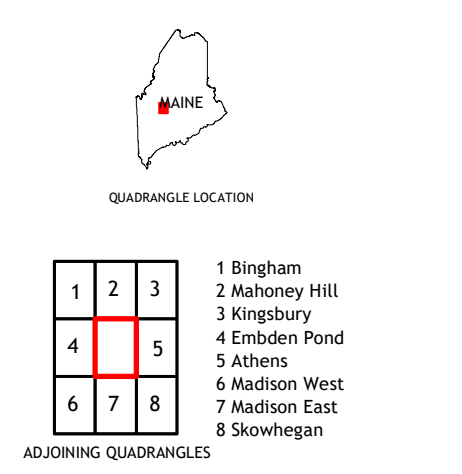 MAINE
QUADRANGLE LOCATION
1 2 3
4 5
6 7 8
1 Bingham
2 Mahoney Hill
3 Kingsbury
4 Embden Pond
5 Athens
6 Madison West
7 Madison East
8 Skowhegan
ADJOINING QUADRANGLES